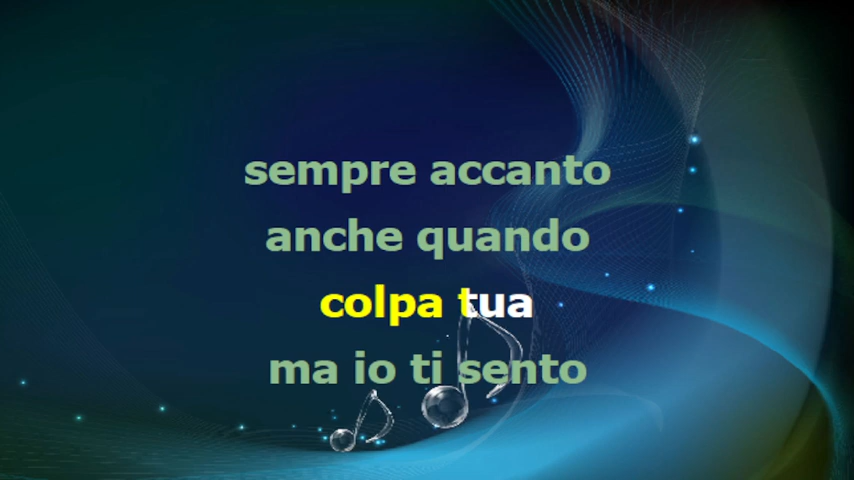 sempre accanto
anche quando
colpa tua
ma io ti sento